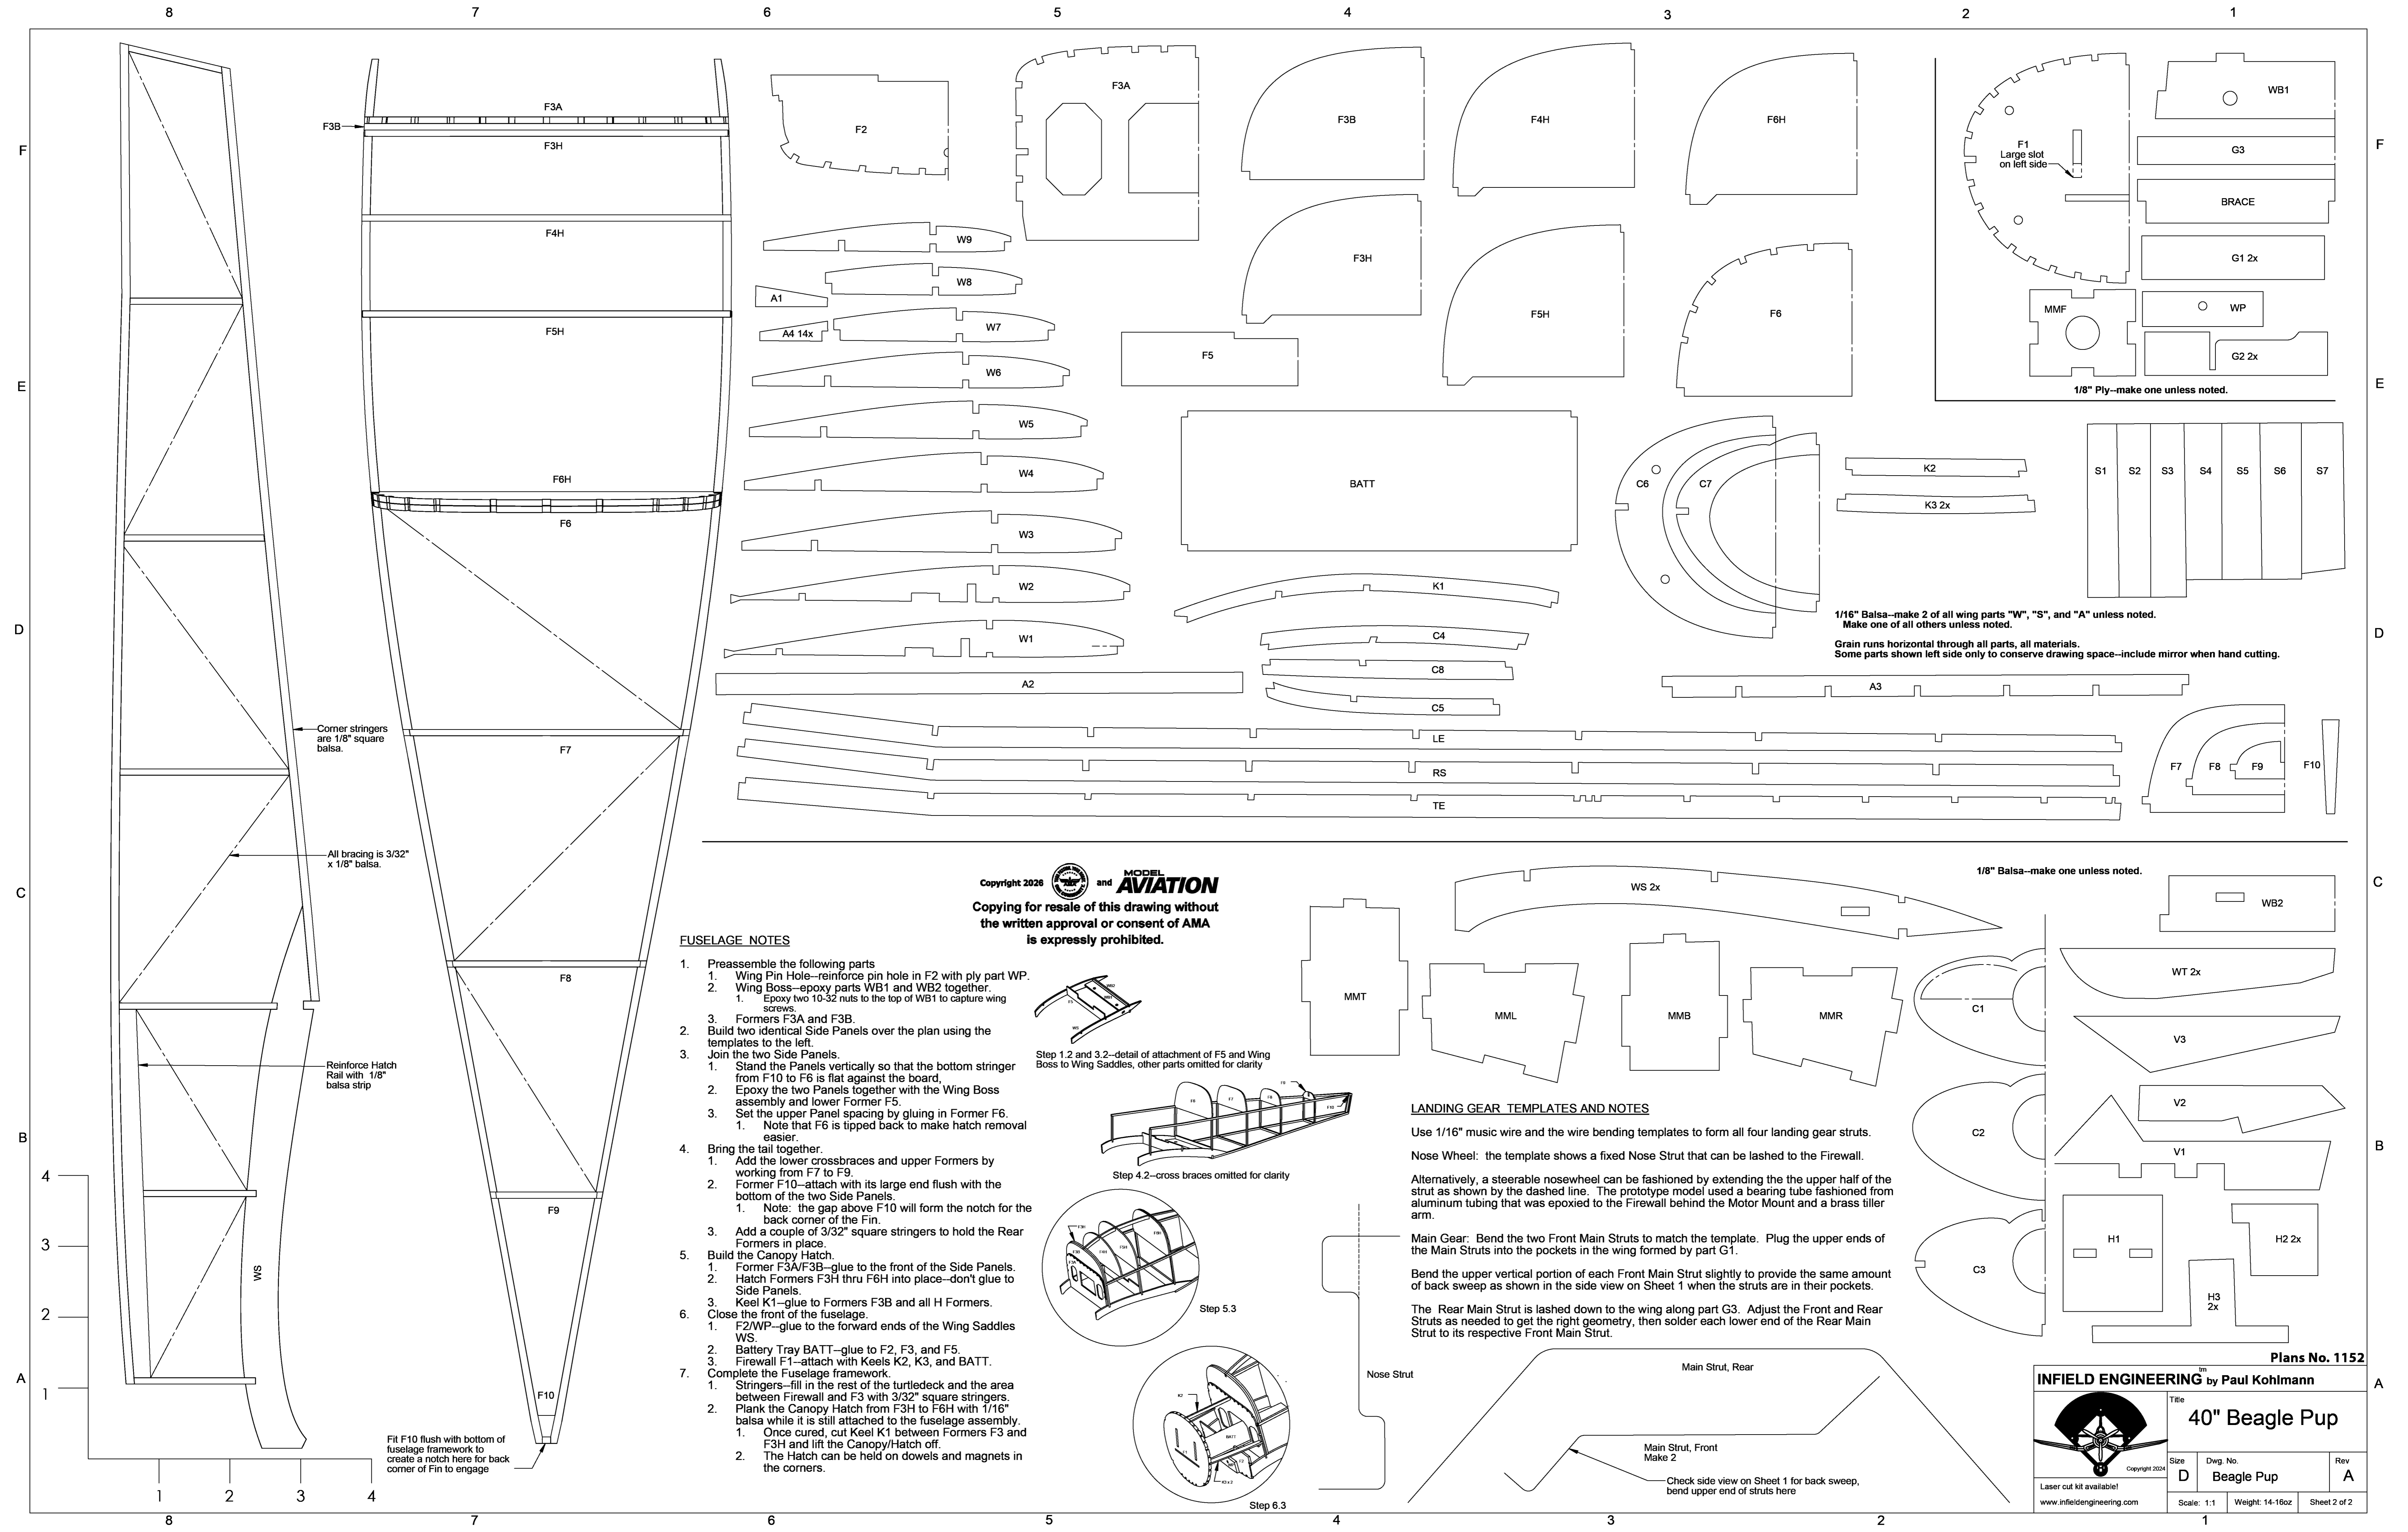 8 7 6 5 4 3 2 1
F
E
D
C
B
A
F3A
F3B
F3H
F4H
F5H
F6H
F6
F7
F8
F9
F10
Corner stringers
are 1/8" square
balsa.
All bracing is 3/32"
x 1/8" balsa.
Reinforce Hatch
Rail with 1/8"
balsa strip
WS
4
3
2
1
1 2 3 4
Fit F10 flush with bottom of
fuselage framework to
create a notch here for back
corner of Fin to engage
F2
F3A
F3B
F4H
F6H
W9
W8
A1
W7
A4 14x
W6
W5
W4
W3
W2
W1
A2
F3H
F5H
F6
F5
BATT
K1
C4
C8
C5
C6
C7
K2
K3 2x
A3
LE
RS
TE
F7
F8
F9
F10
F1
Large slot
on left side
WB1
G3
BRACE
G1 2x
MMF
WP
G2 2x
1/8" Ply--make one unless noted.
S1 S2 S3 S4 S5 S6 S7
1/16" Balsa--make 2 of all wing parts "W", "S", and "A" unless noted.
Make one of all others unless noted.
Grain runs horizontal through all parts, all materials.
Some parts shown left side only to conserve drawing space--include mirror when hand cutting.
Copyright 2026 AMA and MODEL AVIATION
Copying for resale of this drawing without
the written approval or consent of AMA
is expressly prohibited.
FUSELAGE NOTES
1. Preassemble the following parts
1. Wing Pin Hole--reinforce pin hole in F2 with ply part WP.
2. Wing Boss--epoxy parts WB1 and WB2 together.
1. Epoxy two 10-32 nuts to the top of WB1 to capture wing
screws.
3. Formers F3A and F3B.
2. Build two identical Side Panels over the plan using the
templates to the left.
3. Join the two Side Panels.
1. Stand the Panels vertically so that the bottom stringer
from F10 to F6 is flat against the board,
2. Epoxy the two Panels together with the Wing Boss
assembly and lower Former F5.
3. Set the upper Panel spacing by gluing in Former F6.
1. Note that F6 is tipped back to make hatch removal
easier.
4. Bring the tail together.
1. Add the lower crossbraces and upper Formers by
working from F7 to F9.
2. Former F10--attach with its large end flush with the
bottom of the two Side Panels.
1. Note: the gap above F10 will form the notch for the
back corner of the Fin.
3. Add a couple of 3/32" square stringers to hold the Rear
Formers in place.
5. Build the Canopy Hatch.
1. Former F3A/F3B--glue to the front of the Side Panels.
2. Hatch Formers F3H thru F6H into place--don't glue to
Side Panels.
3. Keel K1--glue to Formers F3B and all H Formers.
6. Close the front of the fuselage.
1. F2/WP--glue to the forward ends of the Wing Saddles
WS.
2. Battery Tray BATT--glue to F2, F3, and F5.
3. Firewall F1--attach with Keels K2, K3, and BATT.
7. Complete the Fuselage framework.
1. Stringers--fill in the rest of the turtledeck and the area
between Firewall and F3 with 3/32" square stringers.
2. Plank the Canopy Hatch from F3H to F6H with 1/16"
balsa while it is still attached to the fuselage assembly.
1. Once cured, cut Keel K1 between Formers F3 and
F3H and lift the Canopy/Hatch off.
2. The Hatch can be held on dowels and magnets in
the corners.
Step 1.2 and 3.2--detail of attachment of F5 and Wing
Boss to Wing Saddles, other parts omitted for clarity
Step 4.2--cross braces omitted for clarity
Step 5.3
Step 6.3
1/8" Balsa--make one unless noted.
WS 2x
MMT
MML
MMB
MMR
C1
C2
C3
WB2
WT 2x
V3
V2
V1
H1
H2 2x
H3
2x
LANDING GEAR TEMPLATES AND NOTES
Use 1/16" music wire and the wire bending templates to form all four landing gear struts.
Nose Wheel: the template shows a fixed Nose Strut that can be lashed to the Firewall.
Alternatively, a steerable nosewheel can be fashioned by extending the the upper half of the
strut as shown by the dashed line. The prototype model used a bearing tube fashioned from
aluminum tubing that was epoxied to the Firewall behind the Motor Mount and a brass tiller
arm.
Main Gear: Bend the two Front Main Struts to match the template. Plug the upper ends of
the Main Struts into the pockets in the wing formed by part G1.
Bend the upper vertical portion of each Front Main Strut slightly to provide the same amount
of back sweep as shown in the side view on Sheet 1 when the struts are in their pockets.
The Rear Main Strut is lashed down to the wing along part G3. Adjust the Front and Rear
Struts as needed to get the right geometry, then solder each lower end of the Rear Main
Strut to its respective Front Main Strut.
Nose Strut
Main Strut, Rear
Main Strut, Front
Make 2
Check side view on Sheet 1 for back sweep,
bend upper end of struts here
Plans No. 1152
INFIELD ENGINEERING tm by Paul Kohlmann
Title
40" Beagle Pup
Copyright 2024
Size
D
Dwg. No.
Beagle Pup
Rev
A
Laser cut kit available!
www.infieldengineering.com
Scale: 1:1
Weight: 14-16oz
Sheet 2 of 2
8 7 6 5 4 3 2 1